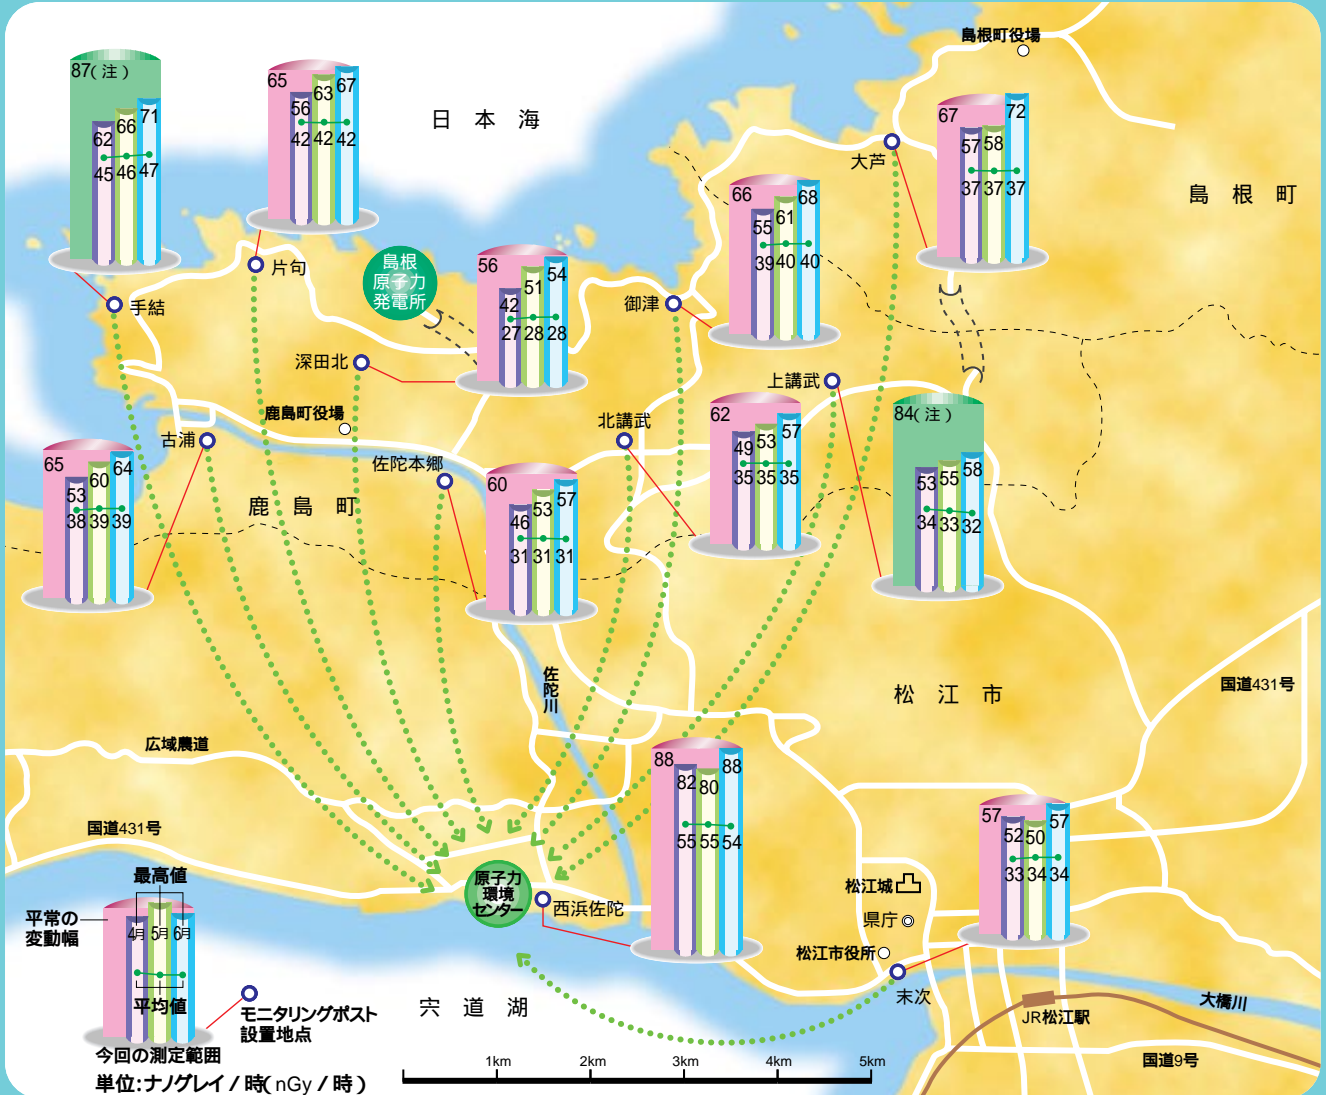 島根町役場
87(注)
62
66
71
45
46
47
手結
65
56
63
67
42
42
42
片句
日本海
島根
原子力
発電所
56
42
51
54
27
28
28
深田北
鹿島町役場
66
55
61
68
39
40
40
御津
大芦
67
57
58
72
37
37
37
島根町
上講武
84(注)
53
55
58
34
33
32
北講武
62
49
53
57
35
35
35
古浦
65
53
60
64
38
39
39
鹿島町
佐陀本郷
60
46
53
57
31
31
31
佐陀川
松江市
国道431号
広域農道
国道431号
88
82
80
88
55
55
54
原子力
環境
センター
西浜佐陀
57
52
50
57
33
34
34
松江城
県庁
松江市役所
末次
大橋川
JR松江駅
国道9号
宍道湖
最高値
平常の
変動幅
4月
5月
6月
平均値
モニタリングポスト
設置地点
今回の測定範囲
単位:ナノグレイ/時(nGy/時)
1km
2km
3km
4km
5km